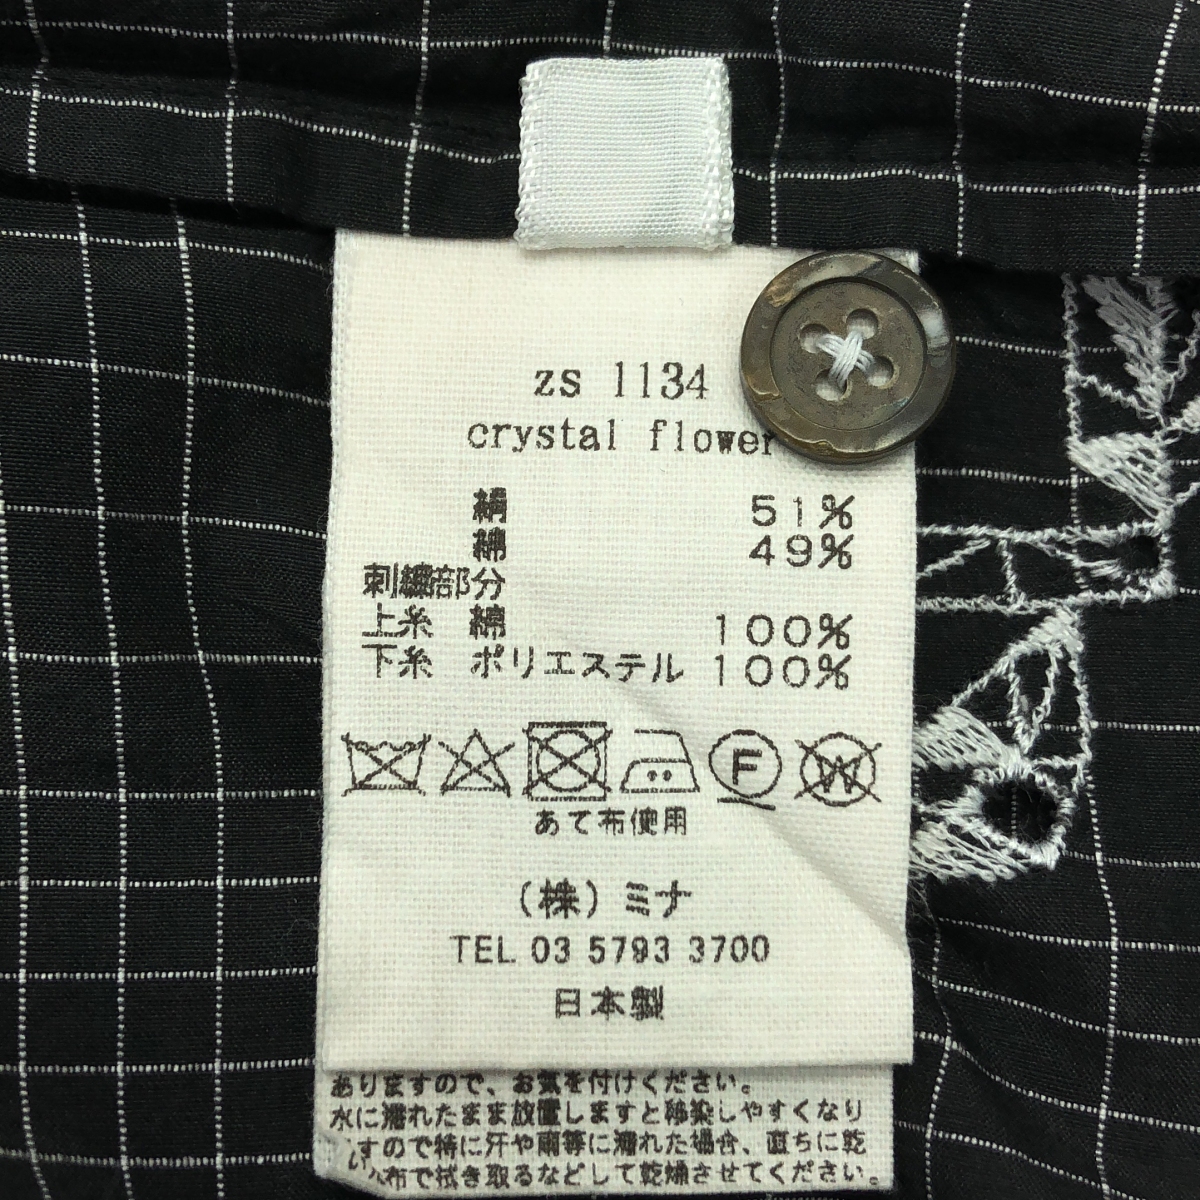 zs 1134
crystal flower
絹 51%
綿 49%
刺繍部分
上糸 綿 100%
下糸 ポリエステル 100%
F W
あて布使用
(株)ミナ
TEL 03 5793 3700
日本製
ありますので、お気を付けください。
水に濡れたまま放置しますと移染しやすくなり
すので特に汗や雨等に濡れた場合、直ちに乾
い 布で拭き取るなどして乾燥させてください。